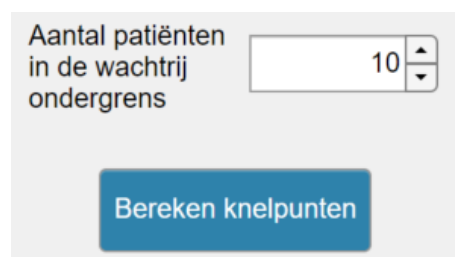 Aantal patiënten
in de wachtrij
ondergrens
10
Bereken knelpunten